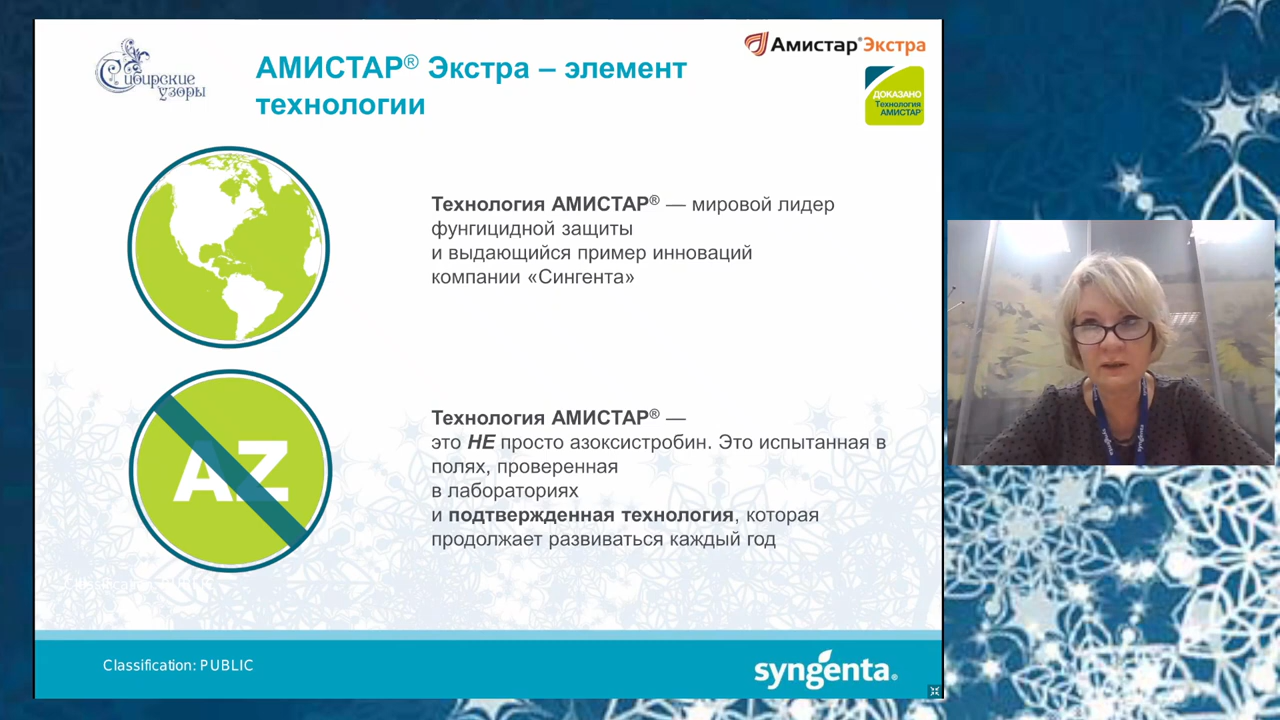 Сибирские
узоры
АМИСТАР® Экстра – элемент
технологии
Амистар®Экстра
ДОКАЗАНО
Технология
АМИСТАР
Технология АМИСТАР® — мировой лидер
фунгицидной защиты
и выдающийся пример инноваций
компании «Сингента»
AZ
Технология АМИСТАР® —
это НЕ просто азоксистробин. Это испытанная в
полях, проверенная
в лабораториях
и подтвержденная технология, которая
продолжает развиваться каждый год
Classification: PUBLIC
syngenta®
syngenta
syngenta